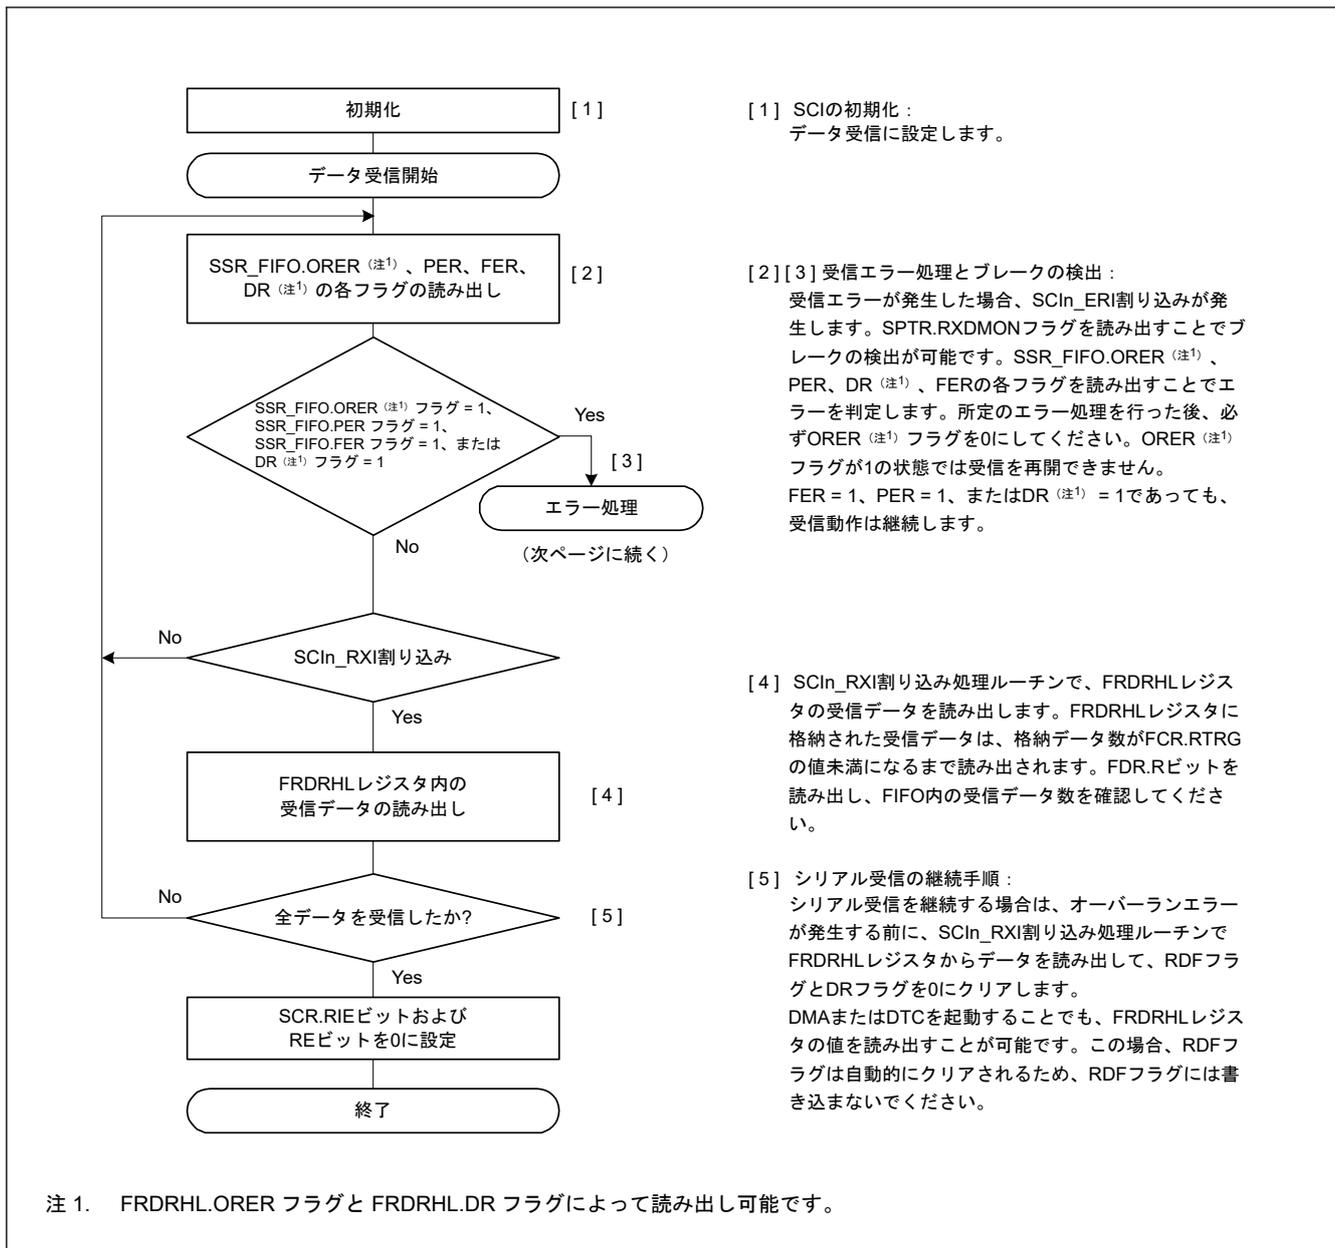 初期化
[ 1 ]
データ受信開始
SSR_FIFO.ORER（注1）、PER、FER、
DR（注1）の各フラグの読み出し
[ 2 ]
SSR_FIFO.ORER（注1）フラグ = 1、
SSR_FIFO.PER フラグ = 1、
SSR_FIFO.FER フラグ = 1、または
DR（注1）フラグ = 1
Yes
[ 3 ]
エラー処理
（次ページに続く）
No
SCIn_RXI割り込み
No
Yes
FRDRHLレジスタ内の
受信データの読み出し
[ 4 ]
全データを受信したか?
No
[ 5 ]
Yes
SCR.RIEビットおよび
REビットを0に設定
終了
[ 1 ] SCIの初期化：
データ受信に設定します。
[ 2 ] [ 3 ] 受信エラー処理とブレークの検出：
受信エラーが発生した場合、SCIn_ERI割り込みが発
生します。SPTR.RXDMONフラグを読み出すことでブ
レークの検出が可能です。SSR_FIFO.ORER（注1）、
PER、DR（注1）、FERの各フラグを読み出すことでエ
ラーを判定します。所定のエラー処理を行った後、必
ずORER（注1）フラグを0にしてください。ORER（注1）
フラグが1の状態では受信を再開できません。
FER = 1、PER = 1、またはDR（注1） = 1であっても、
受信動作は継続します。
[ 4 ] SCIn_RXI割り込み処理ルーチンで、FRDRHLレジス
タの受信データを読み出します。FRDRHLレジスタに
格納された受信データは、格納データ数がFCR.RTRG
の値未満になるまで読み出されます。FDR.Rビットを
読み出し、FIFO内の受信データ数を確認してくださ
い。
[ 5 ] シリアル受信の継続手順：
シリアル受信を継続する場合は、オーバーランエラー
が発生する前に、SCIn_RXI割り込み処理ルーチンで
FRDRHLレジスタからデータを読み出して、RDFフラ
グとDRフラグを0にクリアします。
DMAまたはDTCを起動することでも、FRDRHLレジス
タの値を読み出すことが可能です。この場合、RDFフ
ラグは自動的にクリアされるため、RDFフラグには書
き込まないでください。
注 1. FRDRHL.ORER フラグと FRDRHL.DR フラグによって読み出し可能です。